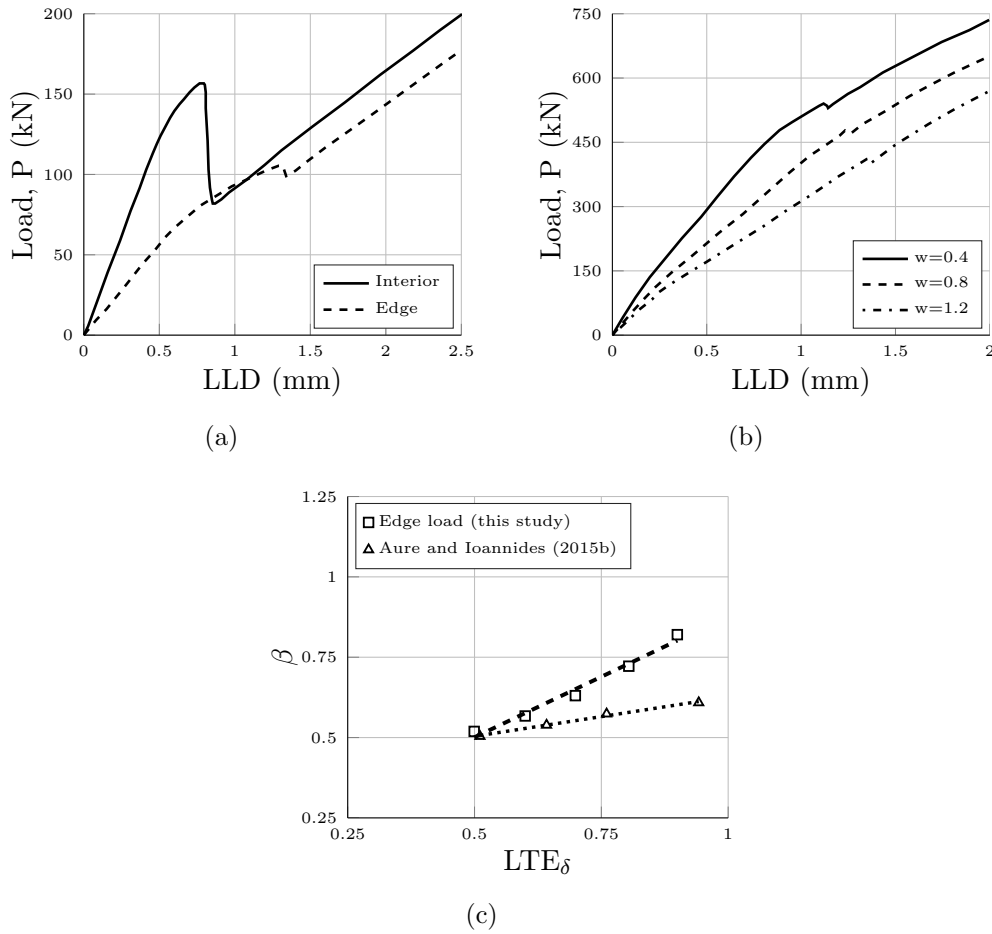 200
150
100
50
0
Load, P (kN)
0 0.5 1 1.5 2 2.5
LLD (mm)
Interior
Edge
(a)
750
600
450
300
150
0
Load, P (kN)
0 0.5 1 1.5 2
LLD (mm)
w=0.4
w=0.8
w=1.2
(b)
1.25
1
0.75
0.5
0.25
β
0.25 0.5 0.75 1
LTEδ
Edge load (this study)
Aure and Ioannides (2015b)
(c)